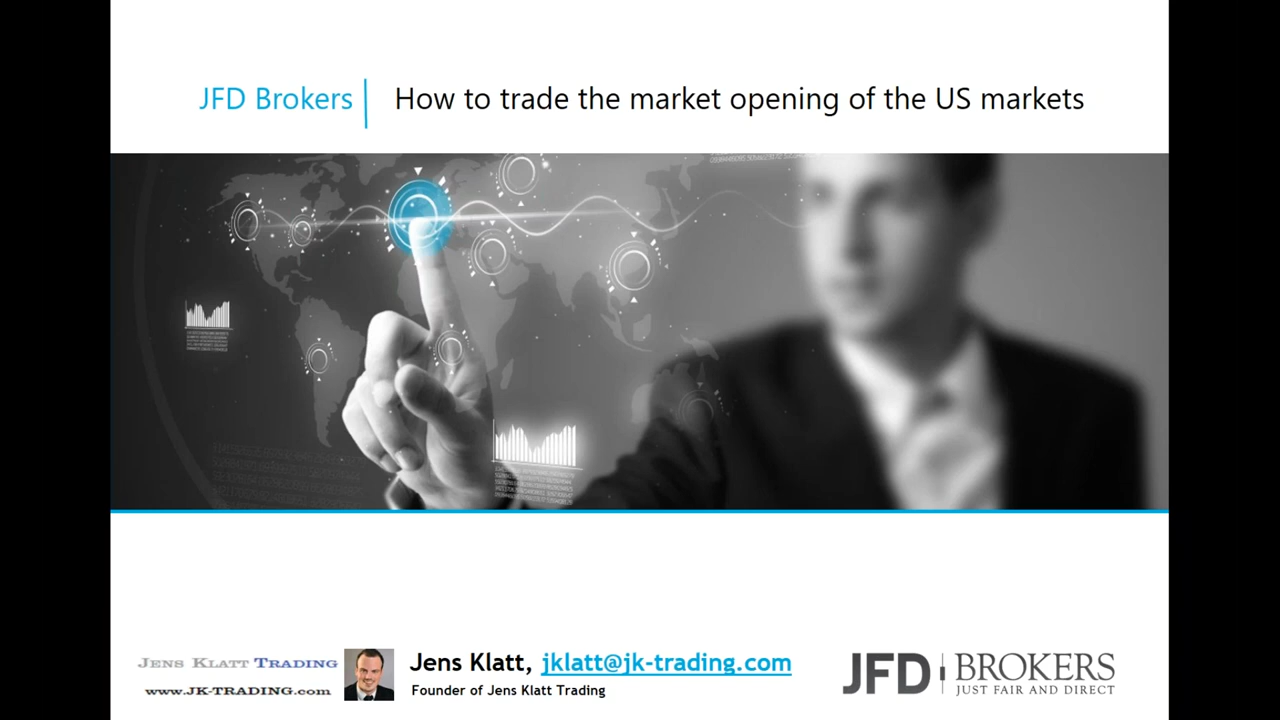 JFD Brokers How to trade the market opening of the US markets
JENS KLATT TRADING
www.JK-TRADING.com
Jens Klatt, jklatt@jk-trading.com
Founder of Jens Klatt Trading
JFD BROKERS
JUST FAIR AND DIRECT